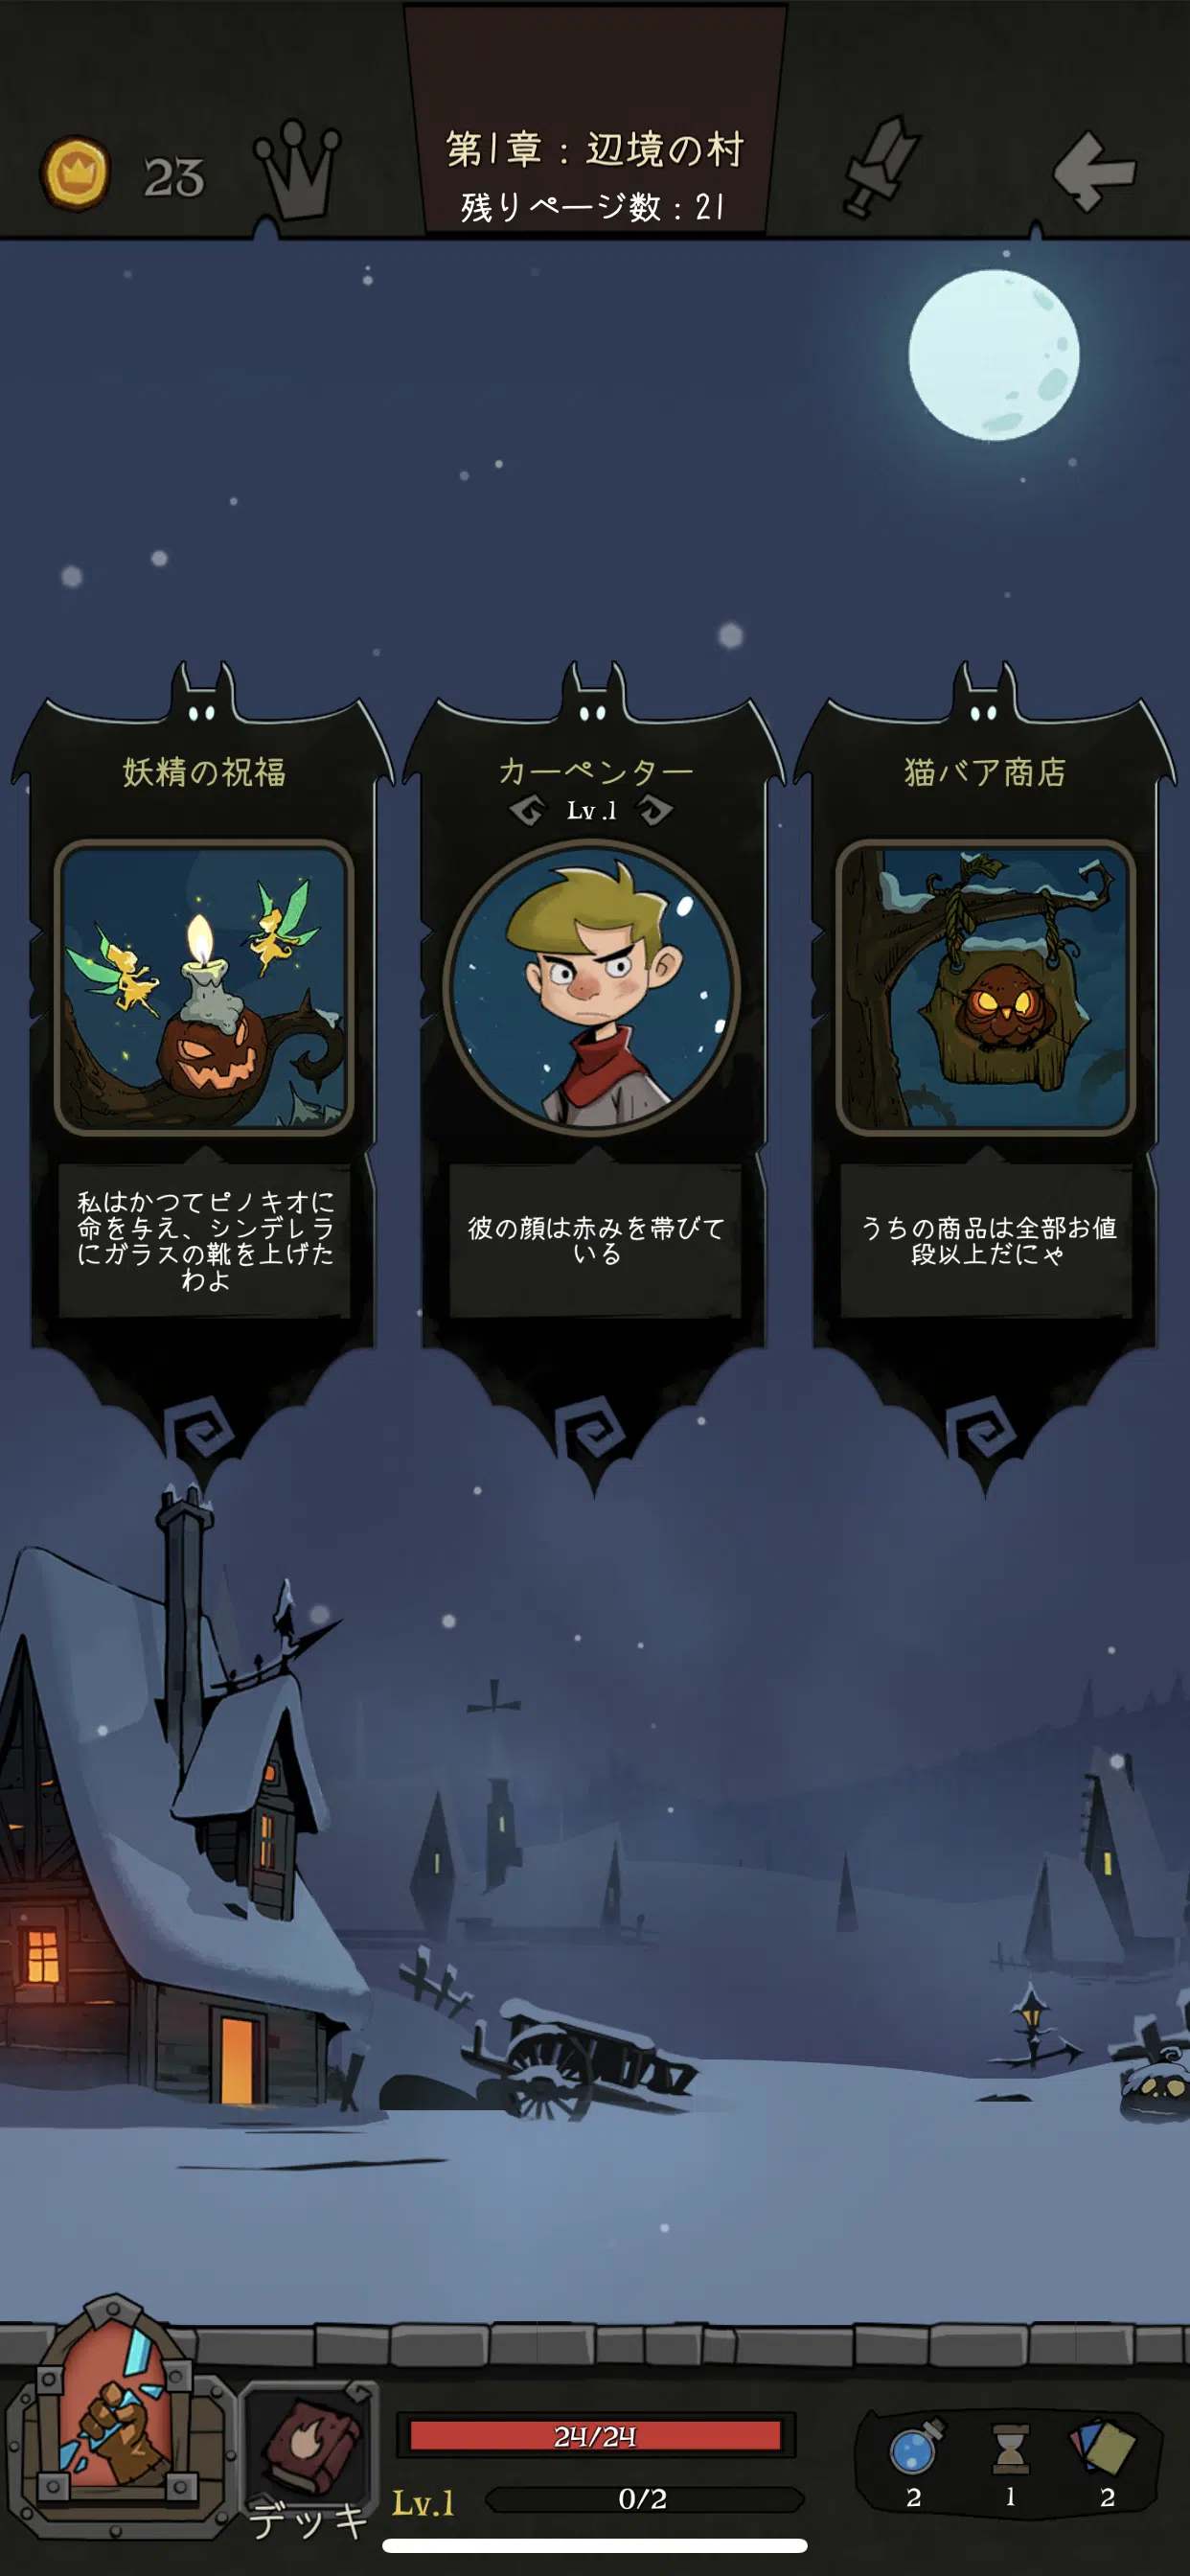 23
第1章：辺境の村
残りページ数：21
妖精の祝福
カーペンター
Lv.1
猫バア商店
私はかつてピノキオに
命を与え、シンデレラ
にガラスの靴を上げた
わよ
彼の顔は赤みを帯びて
いる
うちの商品は全部お値
段以上だにゃ
24/24
デッキ
Lv.1
0/2
2
1
2